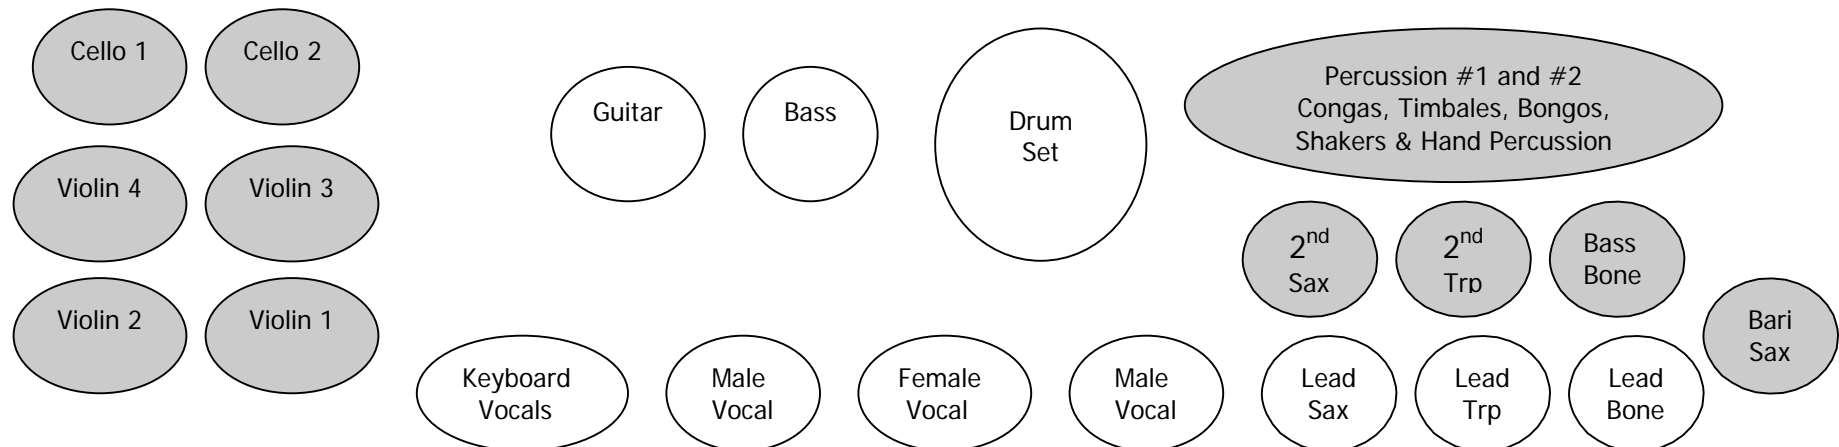 Cello 1
Cello 2
Guitar
Bass
Drum
Set
Percussion #1 and #2
Congas, Timbales, Bongos,
Shakers & Hand Percussion
Violin 4
Violin 3
2nd
Sax
2nd
Trp
Bass
Bone
Violin 2
Violin 1
Bari
Sax
Keyboard
Vocals
Male
Vocal
Female
Vocal
Male
Vocal
Lead
Sax
Lead
Trp
Lead
Bone